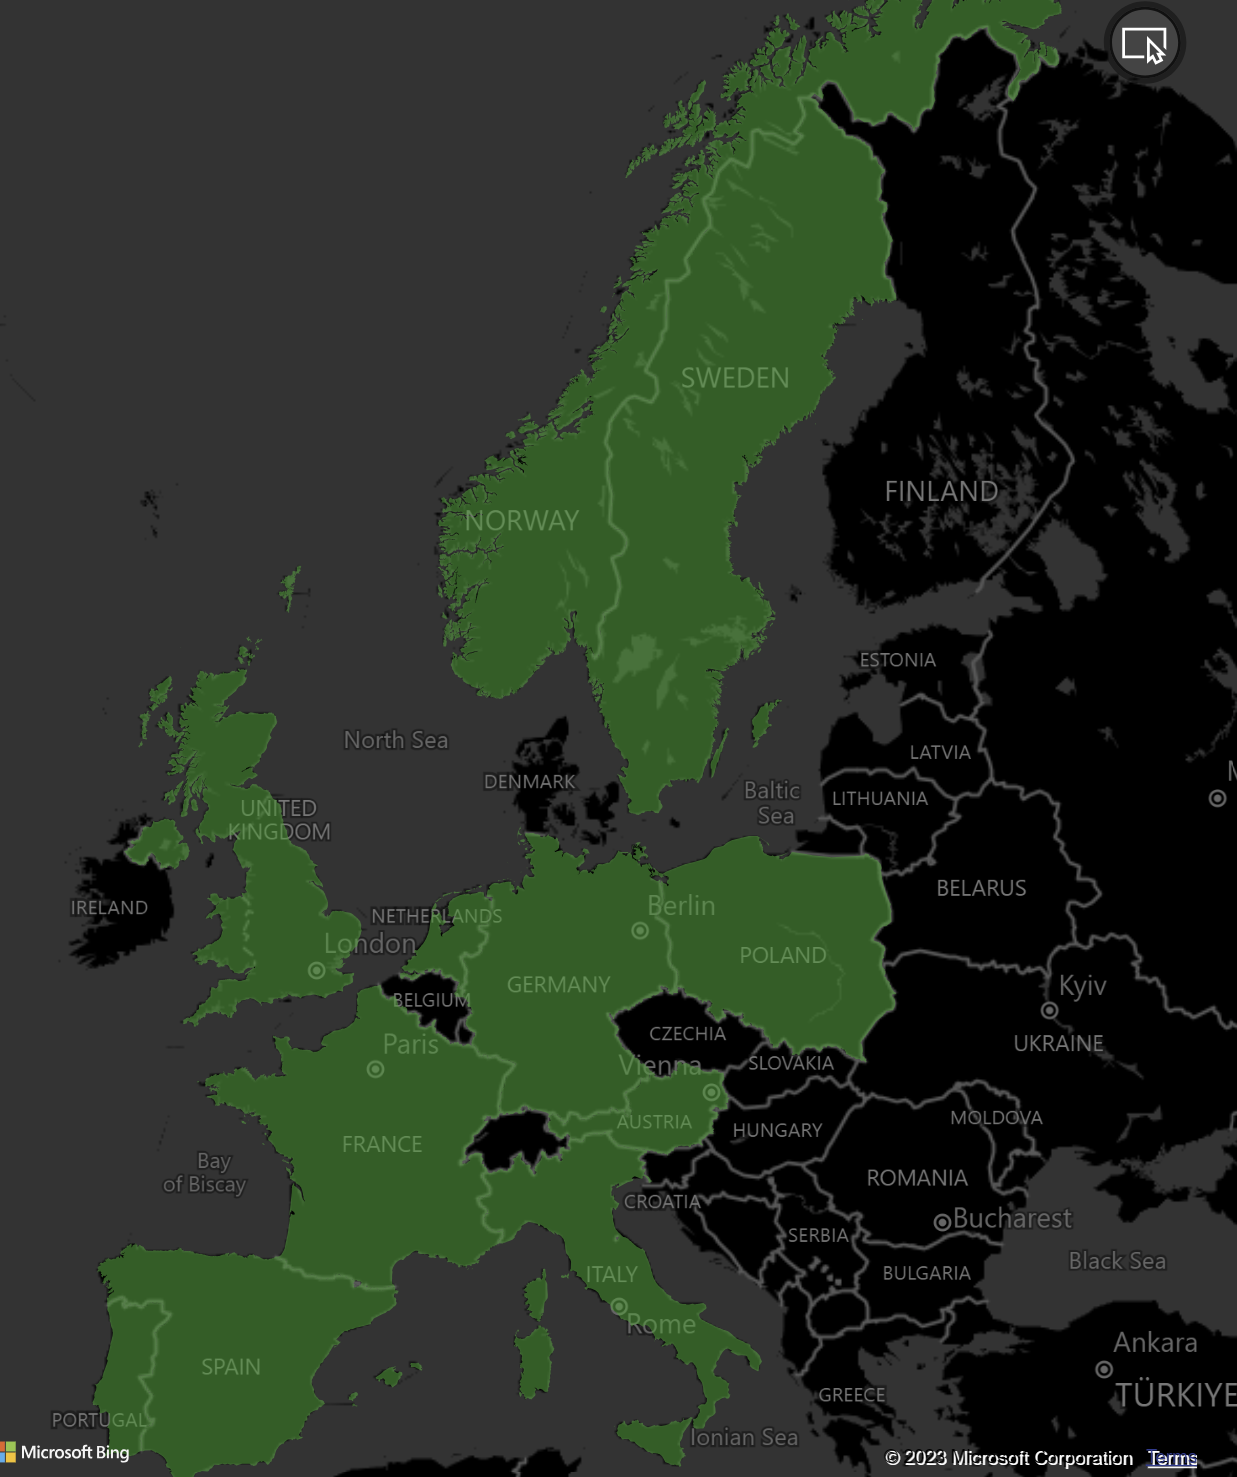 SWEDEN
FINLAND
NORWAY
ESTONIA
North Sea
LATVIA
DENMARK
Baltic
Sea
LITHUANIA
M
UNITED
KINGDOM
BELARUS
IRELAND
NETHERLANDS
Berlin
London
POLAND
GERMANY
Kyiv
BELGIUM
CZECHIA
UKRAINE
Paris
Vienna
SLOVAKIA
AUSTRIA
MOLDOVA
HUNGARY
FRANCE
Bay
of Biscay
ROMANIA
CROATIA
Bucharest
SERBIA
Black Sea
ITALY
BULGARIA
Rome
Ankara
SPAIN
GREECE
TÜRKIYE
PORTUGAL
Ionian Sea
Microsoft Bing
© 2023 Microsoft Corporation Terms